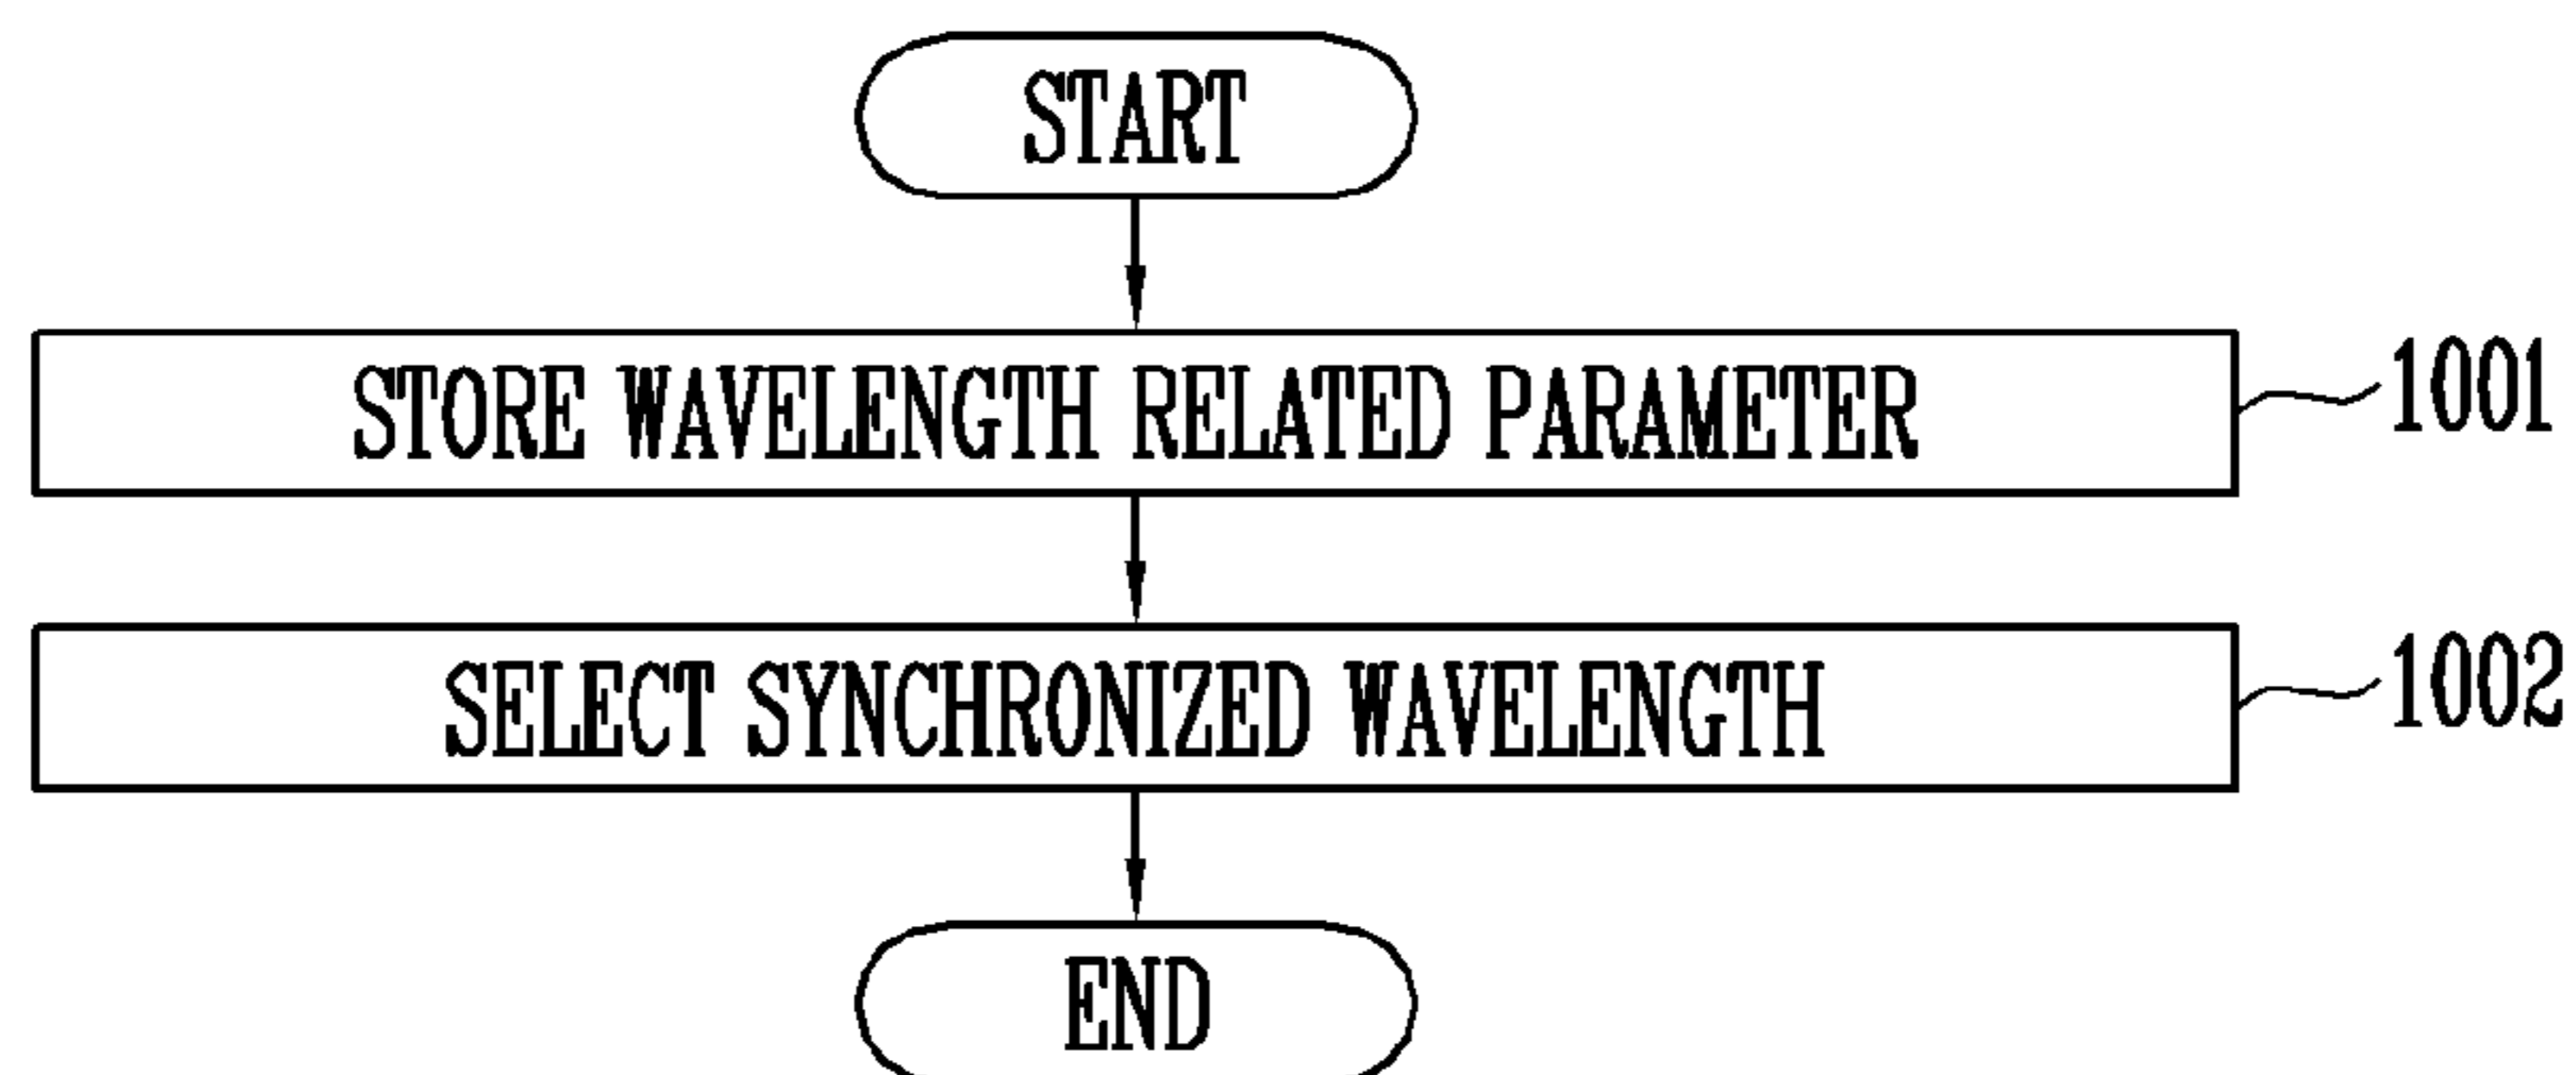 START
STORE WAVELENGTH RELATED PARAMETER 1001
SELECT SYNCHRONIZED WAVELENGTH 1002
END